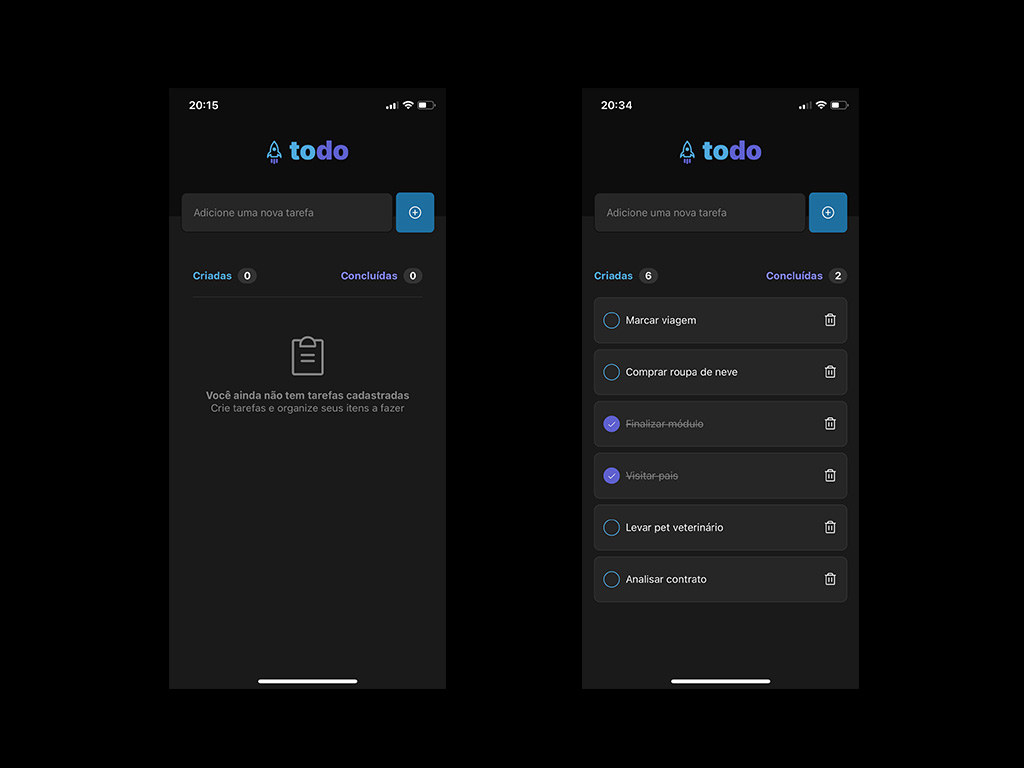 20:15
todo
Adicione uma nova tarefa
Criadas 0
Concluídas 0
Você ainda não tem tarefas cadastradas
Crie tarefas e organize seus itens a fazer
20:34
todo
Adicione uma nova tarefa
Criadas 6
Concluídas 2
Marcar viagem
Comprar roupa de neve
Finalizar módulo
Visitar pais
Levar pet veterinário
Analisar contrato